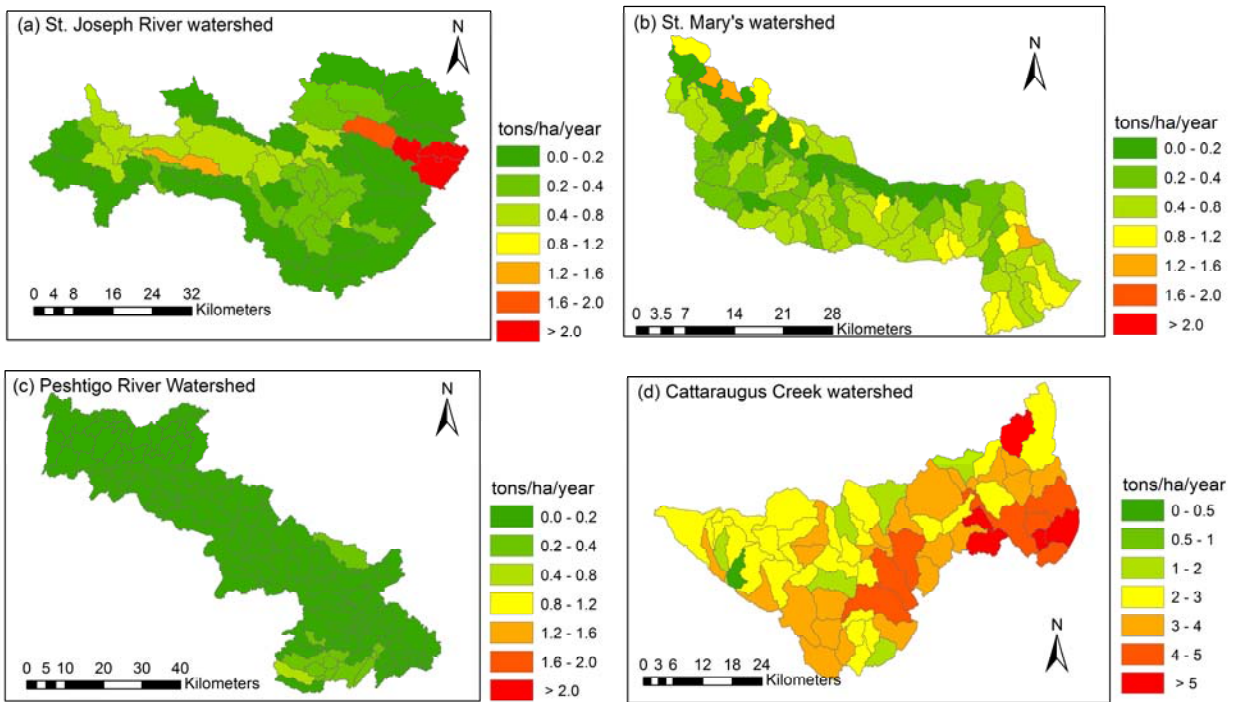 (a) St. Joseph River watershed
N
tons/ha/year
0.0 - 0.2
0.2 - 0.4
0.4 - 0.8
0.8 - 1.2
1.2 - 1.6
1.6 - 2.0
> 2.0
0 4 8 16 24 32
Kilometers
(b) St. Mary's watershed
N
tons/ha/year
0.0 - 0.2
0.2 - 0.4
0.4 - 0.8
0.8 - 1.2
1.2 - 1.6
1.6 - 2.0
> 2.0
0 3.5 7 14 21 28
Kilometers
(c) Peshtigo River Watershed
N
tons/ha/year
0.0 - 0.2
0.2 - 0.4
0.4 - 0.8
0.8 - 1.2
1.2 - 1.6
1.6 - 2.0
> 2.0
0 5 10 20 30 40
Kilometers
(d) Cattaraugus Creek watershed
tons/ha/year
0 - 0.5
0.5 - 1
1 - 2
2 - 3
3 - 4
4 - 5
> 5
N
0 3 6 12 18 24
Kilometers